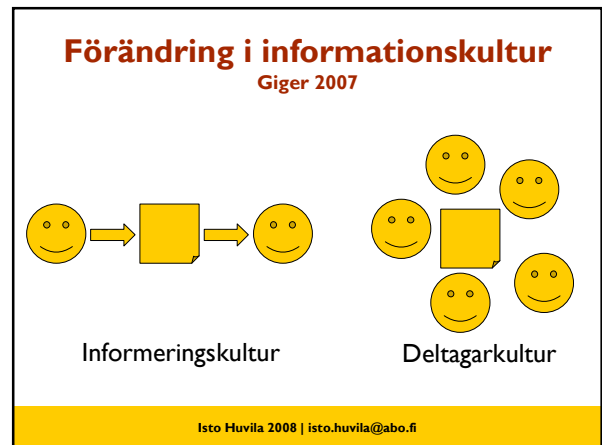 Förändring i informationskultur
Giger 2007
Informeringskultur
Deltagarkultur
Isto Huvila 2008 | isto.huvila@abo.fi